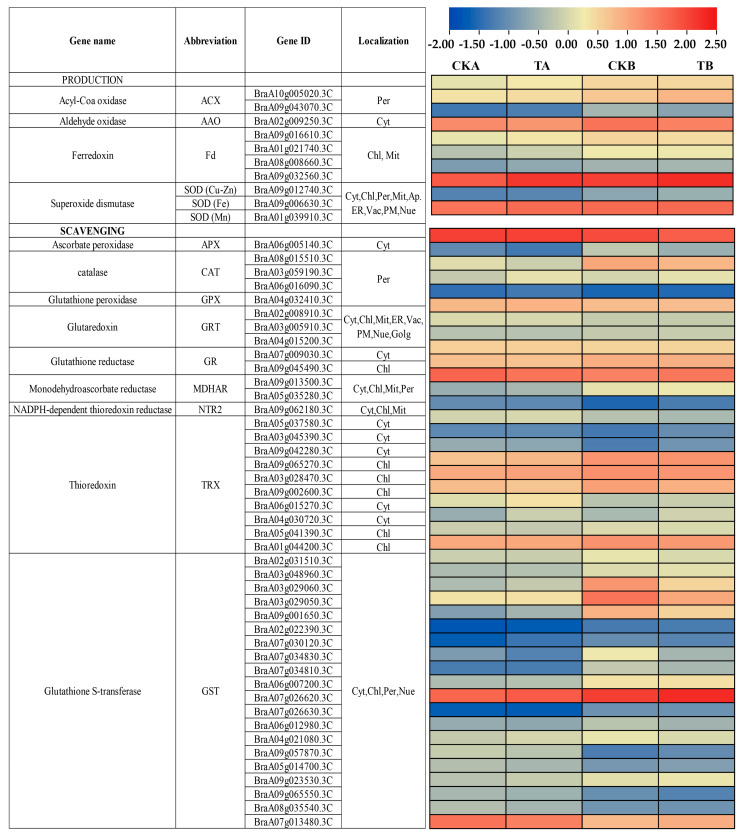 Gene name Abbreviation Gene ID Localization
-2.00 -1.50 -1.00 -0.50 0.00 0.50 1.00 1.50 2.00 2.50
CKA TA CKB TB
PRODUCTION
Acyl-Coa oxidase ACX BraA10g005020.3C Per
BraA09g043070.3C
Aldehyde oxidase AAO BraA02g009250.3C Cyt
Ferredoxin Fd BraA09g016610.3C Chl, Mit
BraA01g021740.3C
BraA08g008660.3C
BraA09g032560.3C
Superoxide dismutase SOD (Cu-Zn) BraA09g012740.3C Cyt,Chl,Per,Mit,Ap.
SOD (Fe) BraA09g006630.3C ER,Vac,PM,Nue
SOD (Mn) BraA01g039910.3C
SCAVENGING
Ascorbate peroxidase APX BraA06g005140.3C Cyt
catalase CAT BraA08g015510.3C Per
BraA03g059190.3C
BraA06g016090.3C
Glutathione peroxidase GPX BraA04g032410.3C
Glutaredoxin GRT BraA02g008910.3C Cyt,Chl,Mit,ER,Vac,
BraA03g005910.3C PM,Nue,Golg
BraA04g015200.3C
Glutathione reductase GR BraA07g009030.3C Cyt
BraA09g045490.3C Chl
Monodehydroascorbate reductase MDHAR BraA09g013500.3C Cyt,Chl,Mit,Per
BraA05g035280.3C
NADPH-dependent thioredoxin reductase NTR2 BraA09g062180.3C Cyt,Chl,Mit
Thioredoxin TRX BraA05g037580.3C Cyt
BraA03g045390.3C Cyt
BraA09g042280.3C Cyt
BraA09g065270.3C Chl
BraA03g028470.3C Chl
BraA09g002600.3C Chl
BraA06g015270.3C Cyt
BraA04g030720.3C Cyt
BraA05g041390.3C Chl
BraA01g044200.3C Chl
Glutathione S-transferase GST BraA02g031510.3C Cyt,Chl,Per,Nue
BraA03g048960.3C
BraA03g029060.3C
BraA03g029050.3C
BraA09g001650.3C
BraA02g022390.3C
BraA07g030120.3C
BraA07g034830.3C
BraA07g034810.3C
BraA06g007200.3C
BraA07g026620.3C
BraA07g026630.3C
BraA06g012980.3C
BraA04g021080.3C
BraA09g057870.3C
BraA05g014700.3C
BraA09g023530.3C
BraA09g065550.3C
BraA08g035540.3C
BraA07g013480.3C